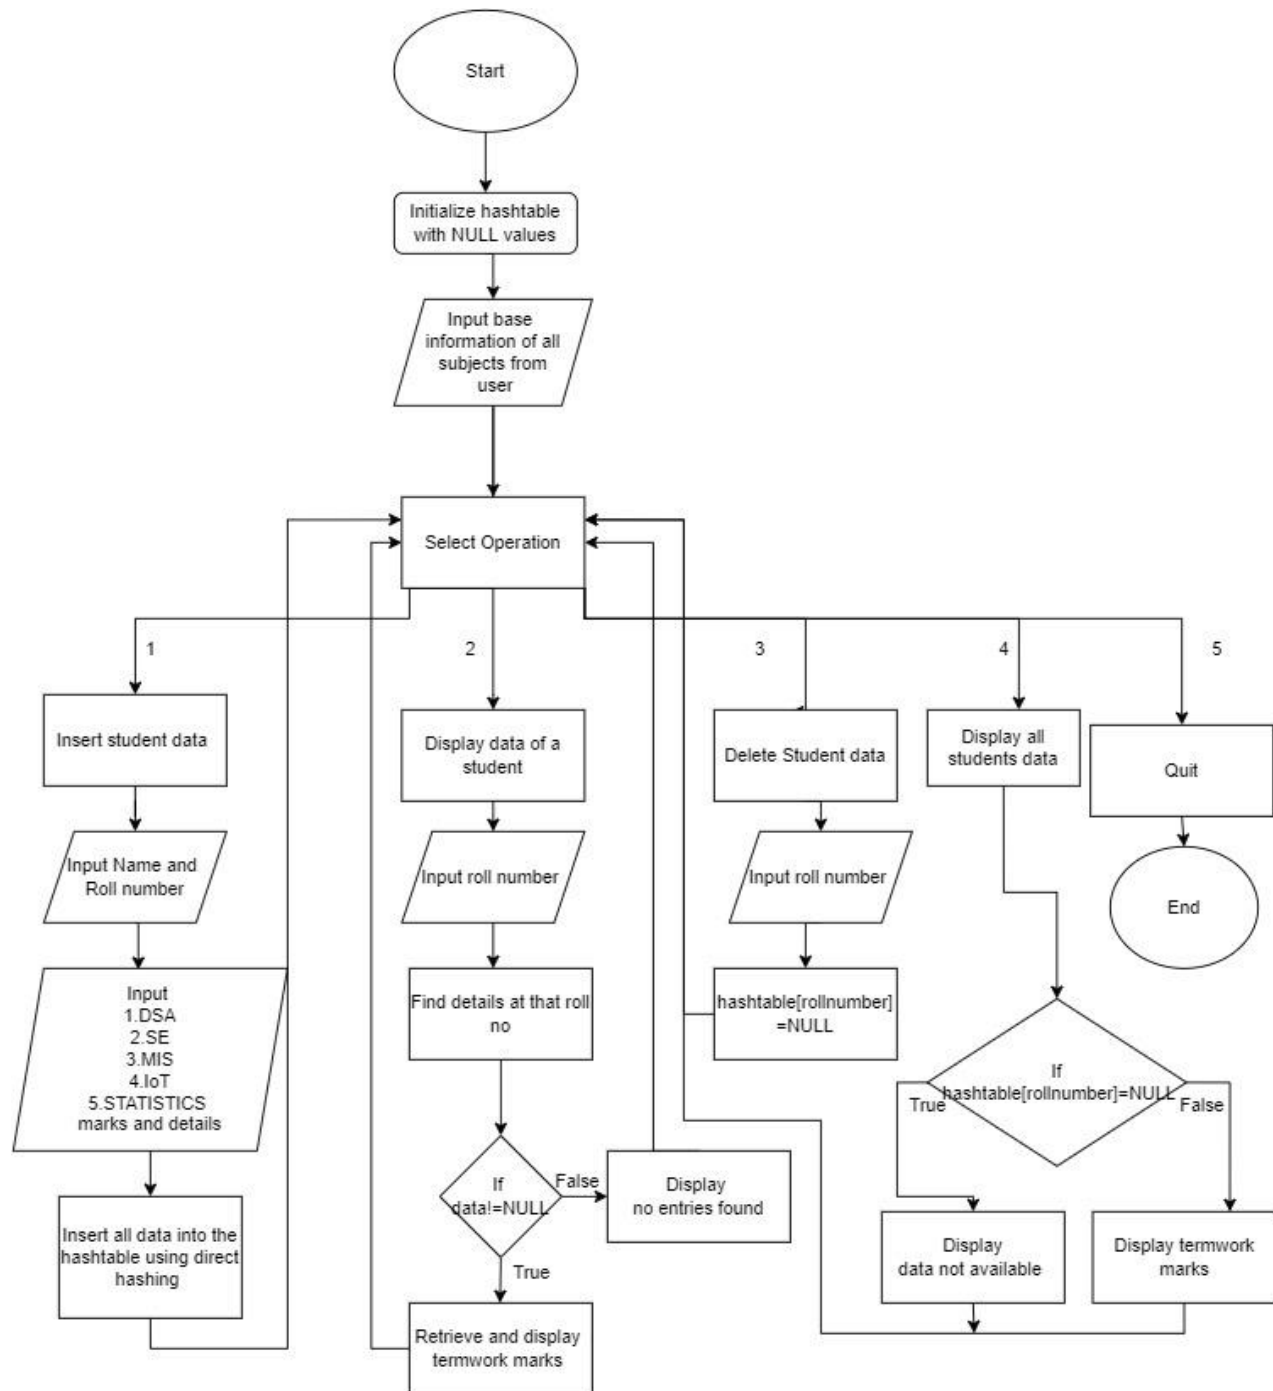 Start
Initialize hashtable
with NULL values
Input base
information of all
subjects from
user
Select Operation
1
2
3
4
5
Insert student data
Display data of a
student
Delete Student data
Display all
students data
Quit
Input Name and
Roll number
Input roll number
Input roll number
End
Input
1.DSA
2.SE
3.MIS
4.IoT
5.STATISTICS
marks and details
Find details at that roll
no
hashtable[rollnumber]
=NULL
If
hashtable[rollnumber]=NULL
True
False
If
data!=NULL
False
True
Display
no entries found
Insert all data into the
hashtable using direct
hashing
Display
data not available
Display termwork
marks
Retrieve and display
termwork marks